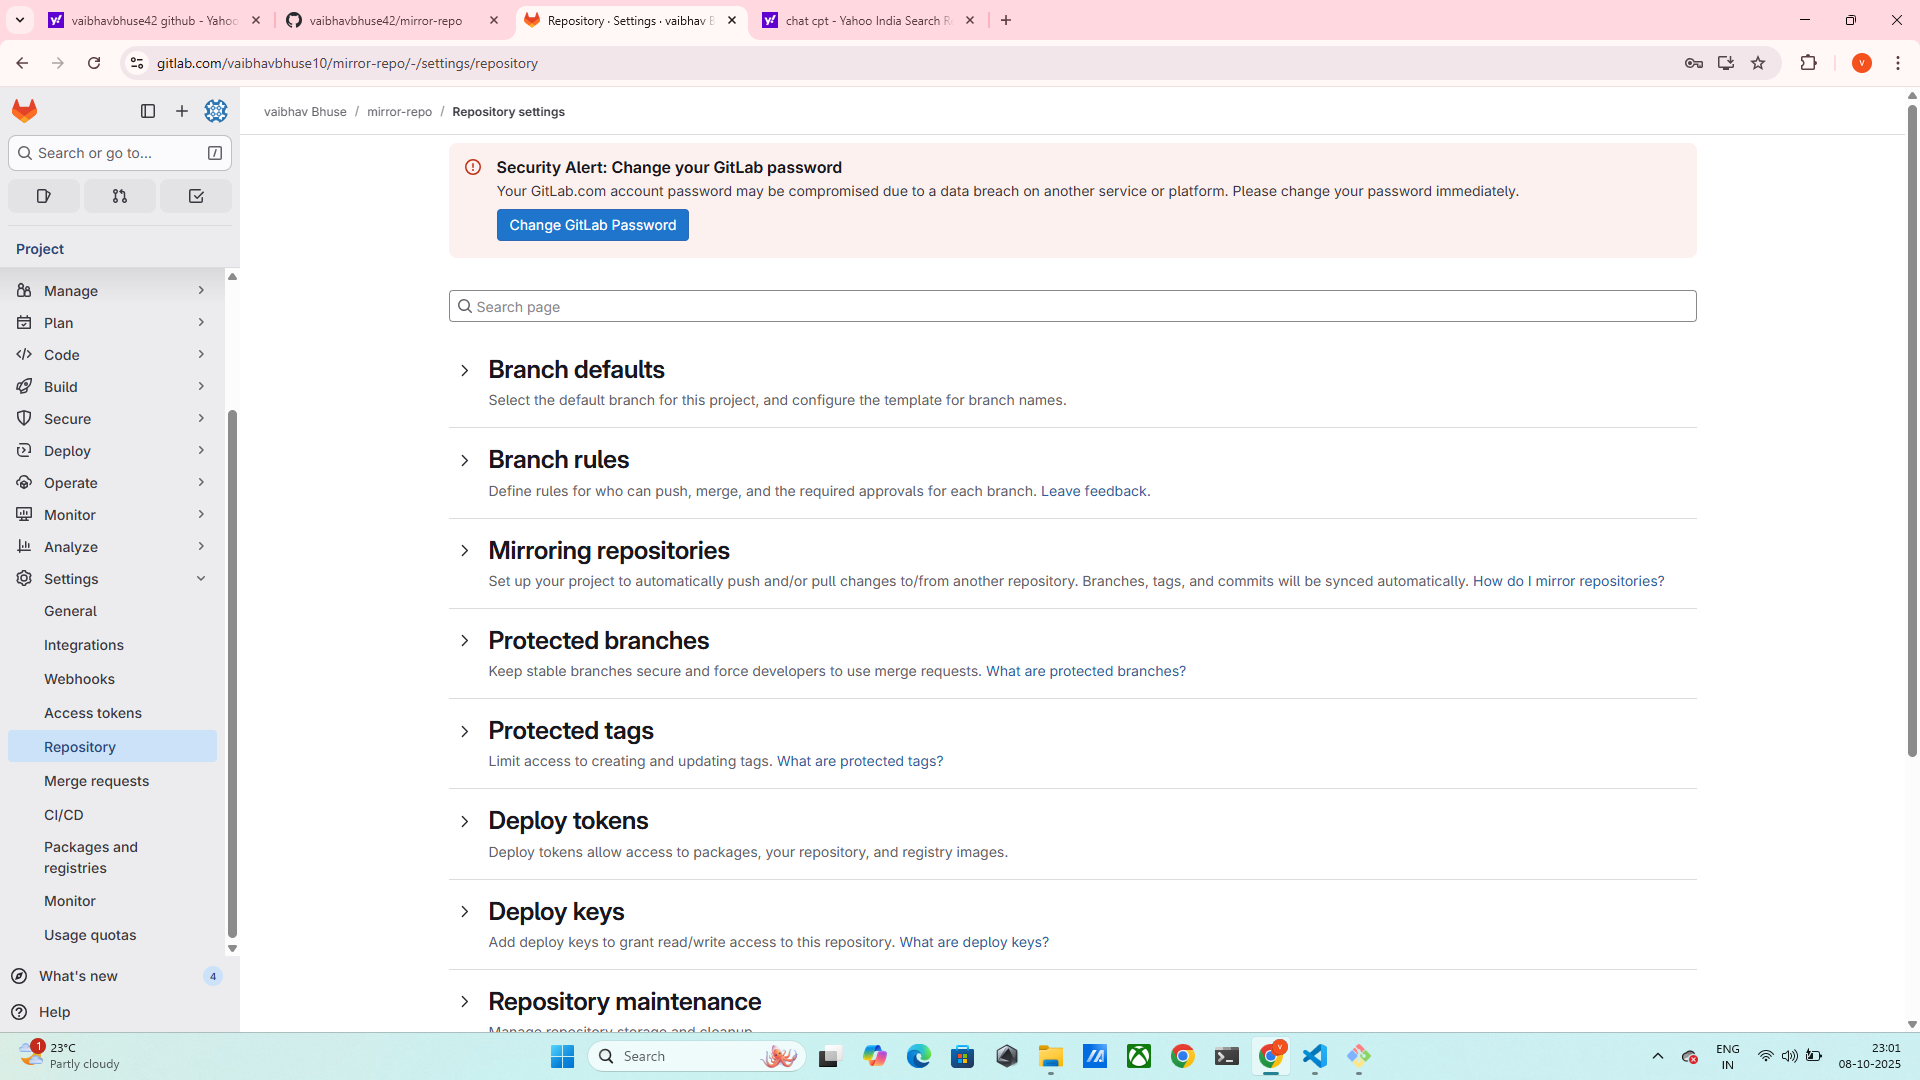 vaibhavbhuse42 github - Yahoo
vaibhavbhuse42/mirror-repo
Repository · Settings · vaibhav B
chat cpt - Yahoo India Search R
gitlab.com/vaibhavbhuse10/mirror-repo/-/settings/repository
V
vaibhav Bhuse / mirror-repo / Repository settings
Search or go to...
/
Project
Manage
Plan
Code
Build
Secure
Deploy
Operate
Monitor
Analyze
Settings
General
Integrations
Webhooks
Access tokens
Repository
Merge requests
CI/CD
Packages and
registries
Monitor
Usage quotas
What's new
4
Help
Security Alert: Change your GitLab password
Your GitLab.com account password may be compromised due to a data breach on another service or platform. Please change your password immediately.
Change GitLab Password
Search page
Branch defaults
Select the default branch for this project, and configure the template for branch names.
Branch rules
Define rules for who can push, merge, and the required approvals for each branch. Leave feedback.
Mirroring repositories
Set up your project to automatically push and/or pull changes to/from another repository. Branches, tags, and commits will be synced automatically. How do I mirror repositories?
Protected branches
Keep stable branches secure and force developers to use merge requests. What are protected branches?
Protected tags
Limit access to creating and updating tags. What are protected tags?
Deploy tokens
Deploy tokens allow access to packages, your repository, and registry images.
Deploy keys
Add deploy keys to grant read/write access to this repository. What are deploy keys?
Repository maintenance
Manage repository storage and cleanup
1
23°C
Partly cloudy
Search
V
ENG
IN
23:01
08-10-2025